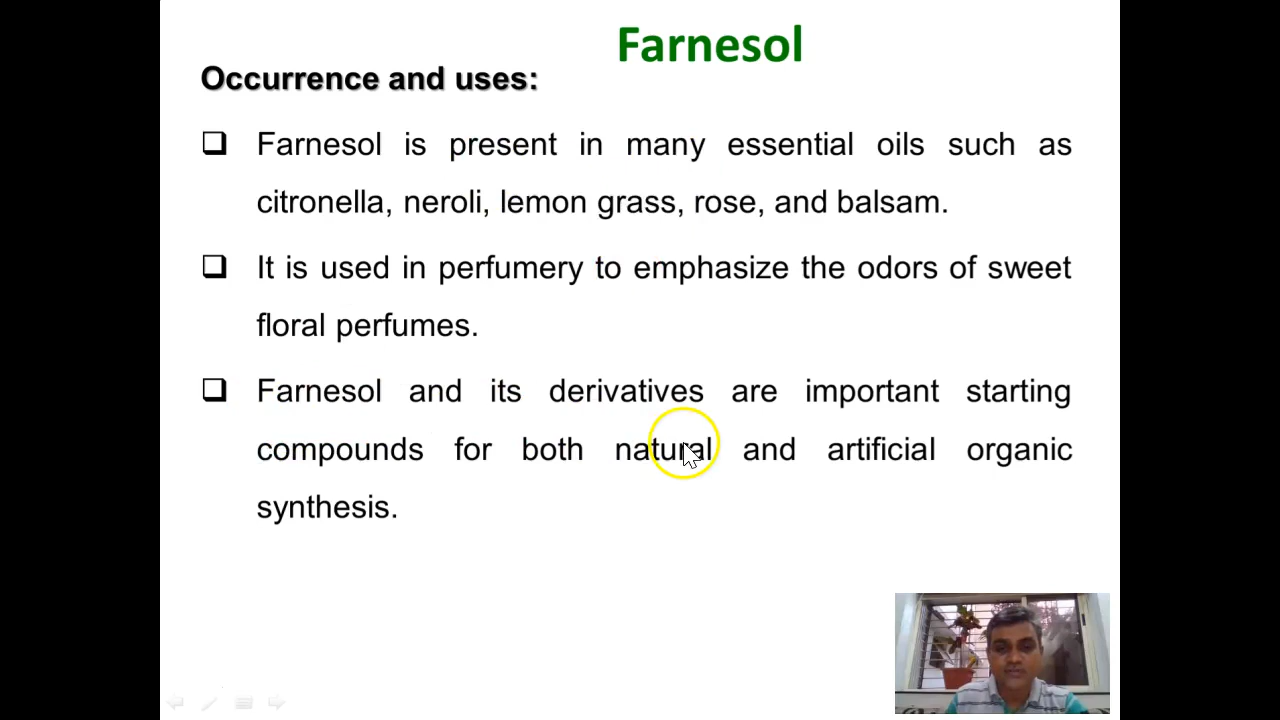 Farnesol
Occurrence and uses:
❑ Farnesol is present in many essential oils such as
citronella, neroli, lemon grass, rose, and balsam.
❑ It is used in perfumery to emphasize the odors of sweet
floral perfumes.
❑ Farnesol and its derivatives are important starting
compounds for both natural and artificial organic
synthesis.